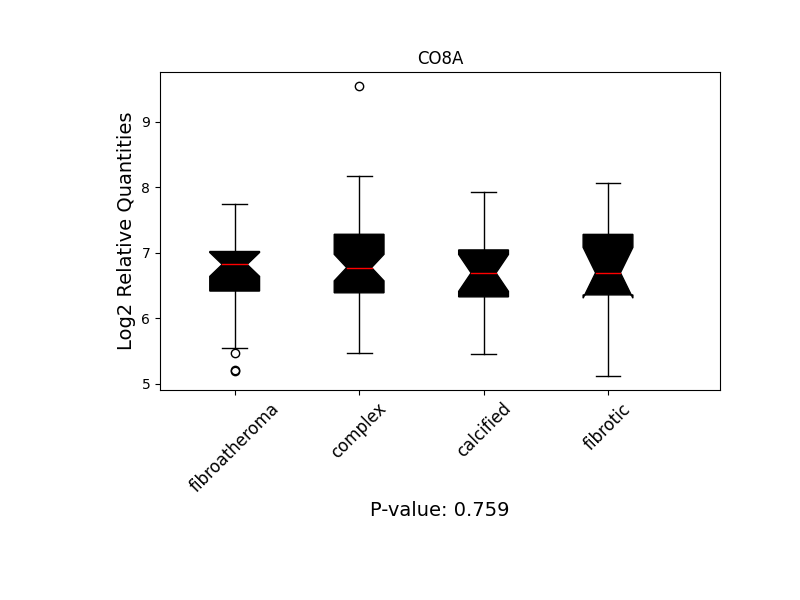 CO8A
Log2 Relative Quantities
9
8
7
6
5
fibroatheroma
complex
calcified
fibrotic
P-value: 0.759